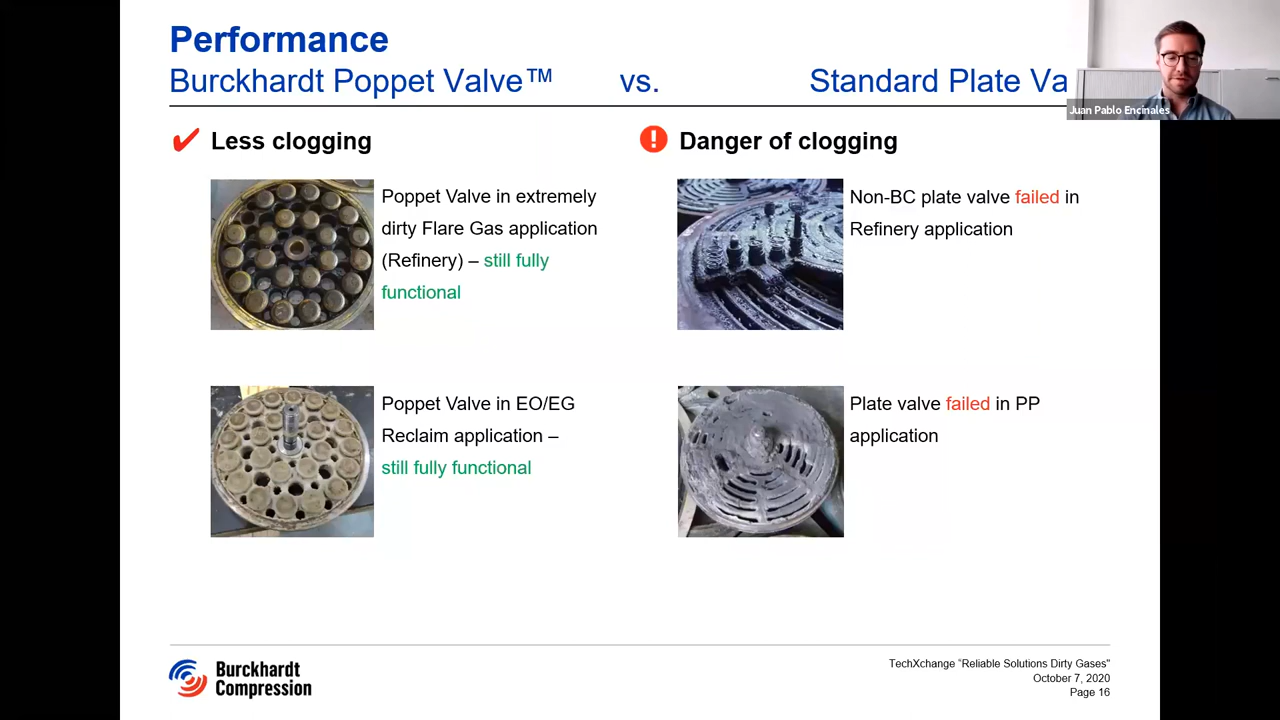 Performance
Burckhardt Poppet Valve™ vs. Standard Plate Va
Juan Pablo Encinales
Less clogging
Danger of clogging
Poppet Valve in extremely
dirty Flare Gas application
(Refinery) – still fully
functional
Non-BC plate valve failed in
Refinery application
Poppet Valve in EO/EG
Reclaim application –
still fully functional
Plate valve failed in PP
application
Burckhardt
Compression
TechXchange "Reliable Solutions Dirty Gases"
October 7, 2020
Page 16